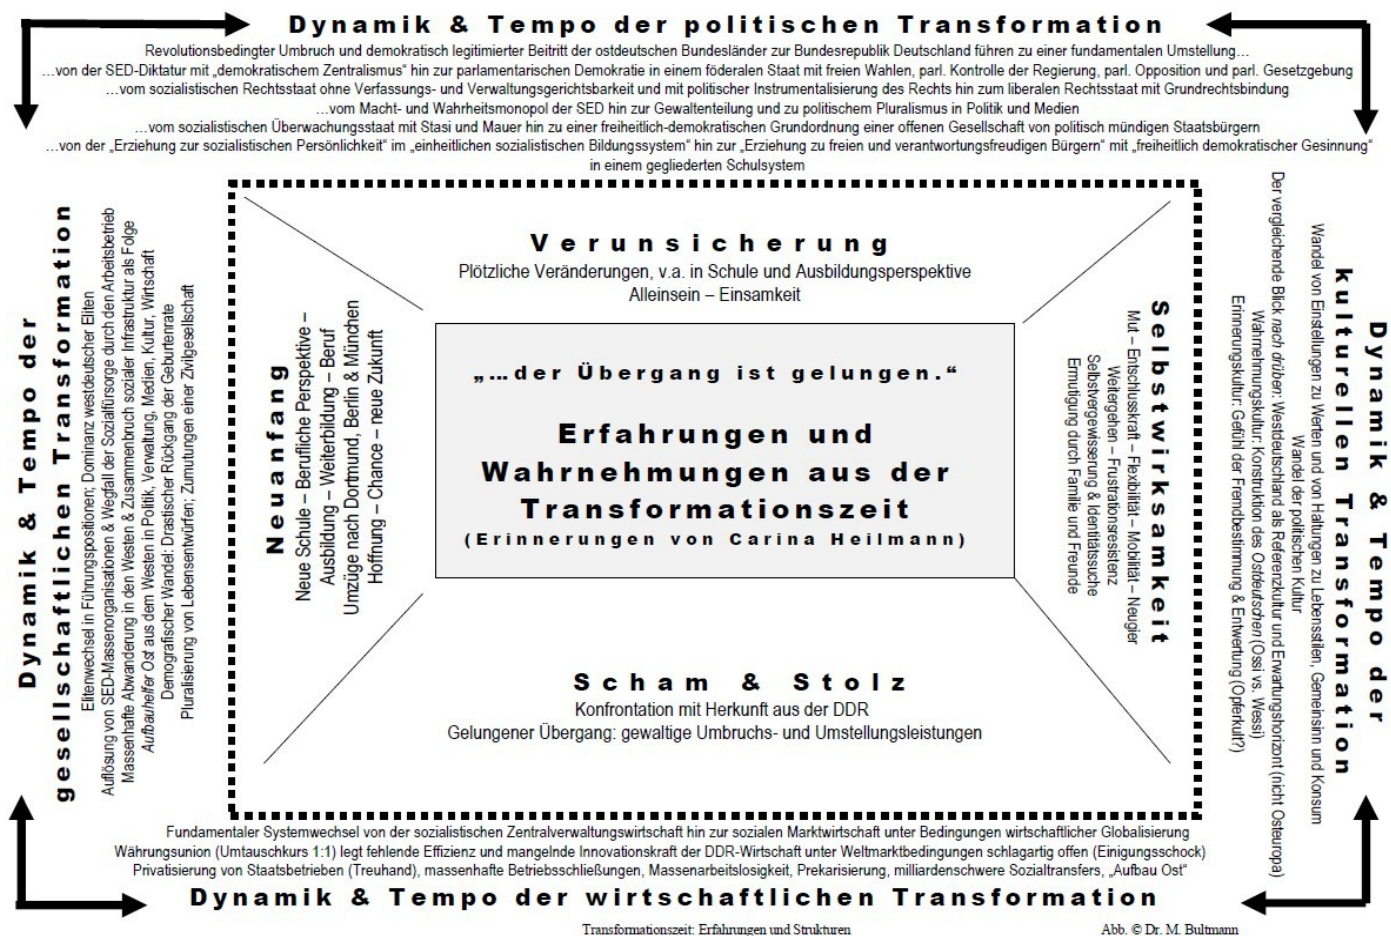 Dynamik & Tempo der politischen Transformation
Revolutionsbedingter Umbruch und demokratisch legitimierter Beitritt der ostdeutschen Bundesländer zur Bundesrepublik Deutschland führen zu einer fundamentalen Umstellung…
…von der SED-Diktatur mit „demokratischem Zentralismus“ hin zur parlamentarischen Demokratie in einem föderalen Staat mit freien Wahlen, parl. Kontrolle der Regierung, parl. Opposition und parl. Gesetzgebung
…vom sozialistischen Rechtsstaat ohne Verfassungs- und Verwaltungsgerichtsbarkeit und mit politischer Instrumentalisierung des Rechts hin zum liberalen Rechtsstaat mit Grundrechtsbindung
…vom Macht- und Wahrheitsmonopol der SED hin zur Gewaltenteilung und zu politischem Pluralismus in Politik und Medien
…vom sozialistischen Überwachungsstaat mit Stasi und Mauer hin zu einer freiheitlich-demokratischen Grundordnung einer offenen Gesellschaft von politisch mündigen Staatsbürgern
…von der „Erziehung zur sozialistischen Persönlichkeit“ im „einheitlichen sozialistischen Bildungssystem“ hin zur „Erziehung zu freien und verantwortungsfreudigen Bürgern“ mit „freiheitlich demokratischer Gesinnung“
in einem gegliederten Schulsystem
Dynamik & Tempo der
gesellschaftlichen Transformation
Elitenwechsel in Führungspositionen; Dominanz westdeutscher Eliten
Auflösung von SED-Massenorganisationen & Wegfall der Sozialfürsorge durch den Arbeitsbetrieb
Massenhafte Abwanderung in den Westen & Zusammenbruch sozialer Infrastruktur als Folge
Aufbauhelfer Ost aus dem Westen in Politik, Verwaltung, Medien, Kultur, Wirtschaft
Demografischer Wandel: Drastischer Rückgang der Geburtenrate
Pluralisierung von Lebensentwürfen; Zumutungen einer Zivilgesellschaft
Verunsicherung
Plötzliche Veränderungen, v.a. in Schule und Ausbildungsperspektive
Alleinsein – Einsamkeit
Neuanfang
Neue Schule – Berufliche Perspektive –
Ausbildung – Weiterbildung – Beruf
Umzüge nach Dortmund, Berlin & München
Hoffnung – Chance – neue Zukunft
„…der Übergang ist gelungen.“
Erfahrungen und
Wahrnehmungen aus der
Transformationszeit
(Erinnerungen von Carina Heilmann)
Selbstwirksamkeit
Mut – Entschlusskraft – Flexibilität – Mobilität – Neugier
Weitergehen – Frustrationsresistenz
Selbstvergewisserung & Identitätssuche
Ermutigung durch Familie und Freunde
Scham & Stolz
Konfrontation mit Herkunft aus der DDR
Gelungener Übergang: gewaltige Umbruchs- und Umstellungsleistungen
Dynamik & Tempo der
kulturellen Transformation
Wandel von Einstellungen zu Werten und von Haltungen zu Lebensstilen, Gemeinsinn und Konsum
Wandel der politischen Kultur
Der vergleichende Blick nach drüben: Westdeutschland als Referenzkultur und Erwartungshorizont (nicht Osteuropa)
Wahrnehmungskultur: Konstruktion des Ostdeutschen (Ossi vs. Wessi)
Erinnerungskultur: Gefühl der Fremdbestimmung & Entwertung (Opferkult?)
Fundamentaler Systemwechsel von der sozialistischen Zentralverwaltungswirtschaft hin zur sozialen Marktwirtschaft unter Bedingungen wirtschaftlicher Globalisierung
Währungsunion (Umtauschkurs 1:1) legt fehlende Effizienz und mangelnde Innovationskraft der DDR-Wirtschaft unter Weltmarktbedingungen schlagartig offen (Einigungsschock)
Privatisierung von Staatsbetrieben (Treuhand), massenhafte Betriebsschließungen, Massenarbeitslosigkeit, Prekarisierung, milliardenschwere Sozialtransfers, „Aufbau Ost“
Dynamik & Tempo der wirtschaftlichen Transformation
Transformationszeit: Erfahrungen und Strukturen
Abb. © Dr. M. Bultmann